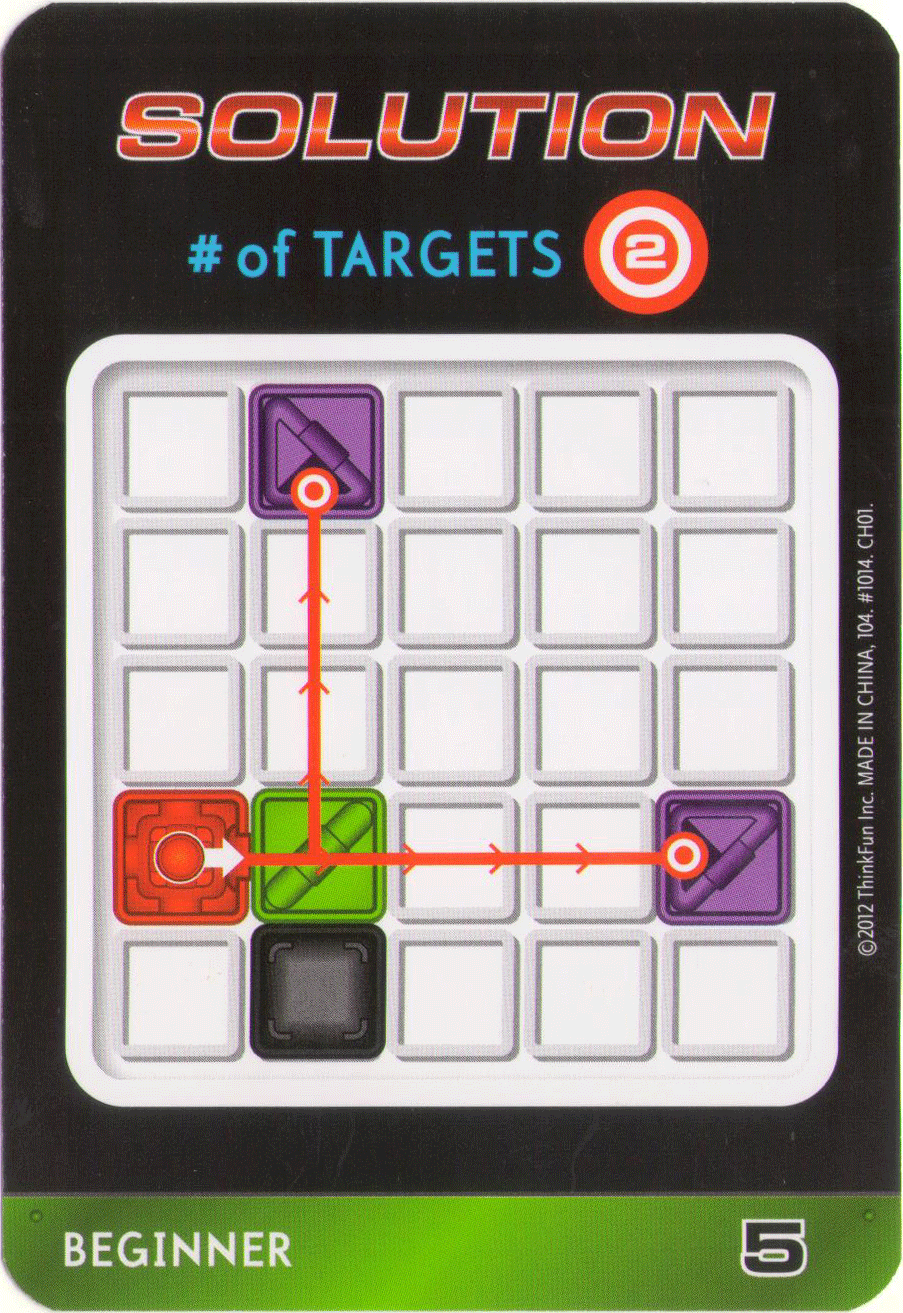 SOLUTION
# of TARGETS 2
©2012 ThinkFun Inc. MADE IN CHINA, 104. #1014. CH01.
BEGINNER 5